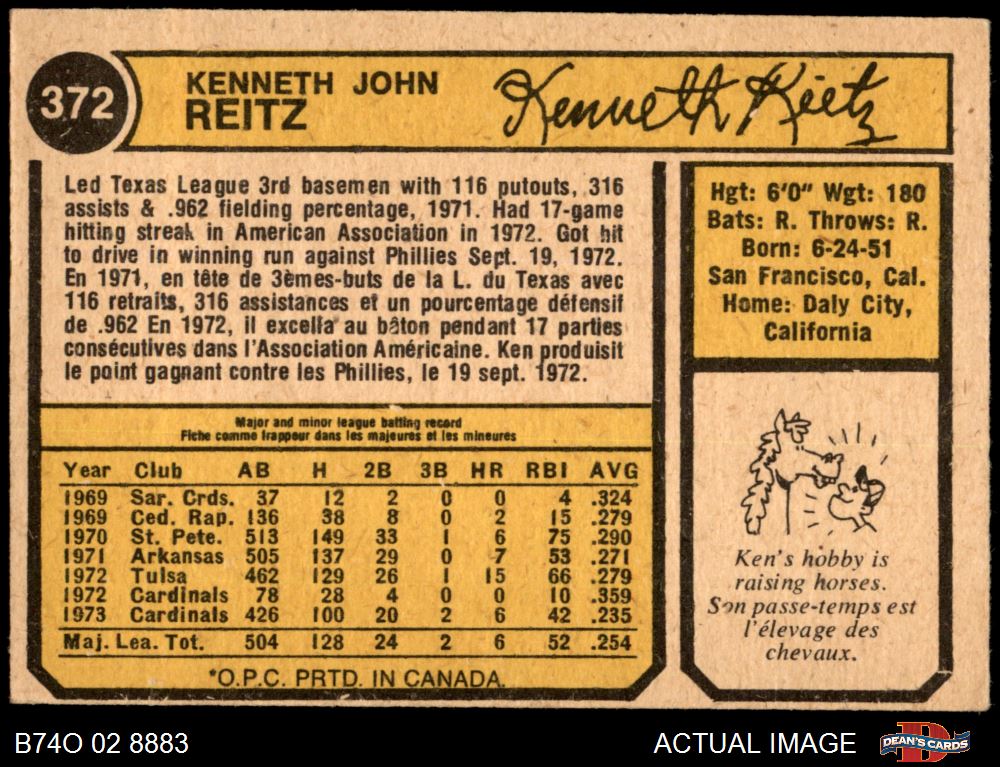 372
KENNETH JOHN
REITZ
Kenneth Reitz
Led Texas League 3rd basemen with 116 putouts, 316
assists & .962 fielding percentage, 1971. Had 17-game
hitting streak in American Association in 1972. Got hit
to drive in winning run against Phillies Sept. 19, 1972.
En 1971, en tête de 3èmes-buts de la L. du Texas avec
116 retraits, 316 assistances et un pourcentage défensif
de .962 En 1972, il excella au bâton pendant 17 parties
consécutives dans l'Association Américaine. Ken produisit
le point gagnant contre les Phillies, le 19 sept. 1972.
Hgt: 6'0" Wgt: 180
Bats: R. Throws: R.
Born: 6-24-51
San Francisco, Cal.
Home: Daly City,
California
Major and minor league batting record
Fiche comme frappeur dans les majeures et les mineures
Year Club AB H 2B 3B HR RBI AVG
1969 Sar. Crds. 37 12 2 0 0 4 .324
1969 Ced. Rap. 136 38 8 0 2 15 .279
1970 St. Pete. 513 149 33 1 6 75 .290
1971 Arkansas 505 137 29 0 7 53 .271
1972 Tulsa 462 129 26 1 15 66 .279
1972 Cardinals 78 28 4 0 0 10 .359
1973 Cardinals 426 100 20 2 6 42 .235
Maj. Lea. Tot. 504 128 24 2 6 52 .254
*O.P.C. PRTD. IN CANADA.
Ken's hobby is
raising horses.
Son passe-temps est
l'élevage des
chevaux.
B74O 02 8883
ACTUAL IMAGE
DEAN'S CARDS